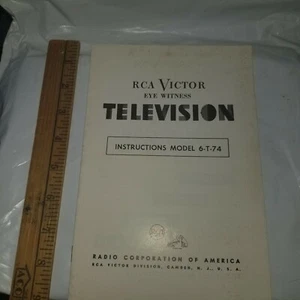 RCA VICTOR
EYE WITNESS
TELEVISION
INSTRUCTIONS MODEL 6-T-74
RADIO CORPORATION OF AMERICA
RCA VICTOR DIVISION, CAMDEN, N. J., U. S. A.